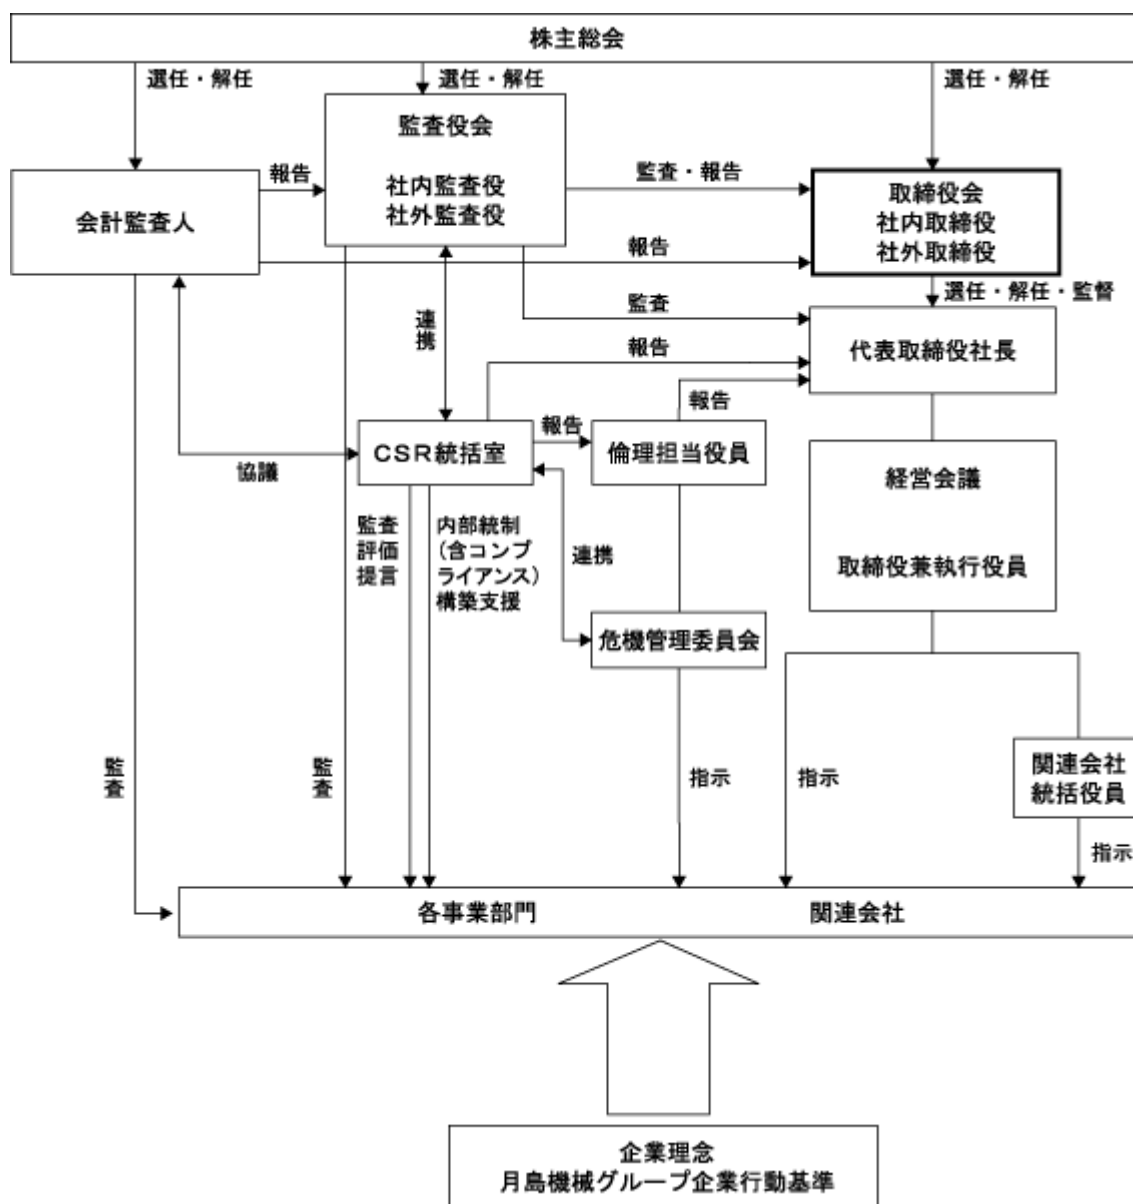 株主総会
選任・解任
選任・解任
選任・解任
監査役会
社内監査役
社外監査役
報告
監査・報告
会計監査人
取締役会
社内取締役
社外取締役
報告
選任・解任・監督
監査
連携
報告
代表取締役社長
報告
報告
CSR統括室
倫理担当役員
協議
経営会議
取締役兼執行役員
監査
評価
提言
内部統制
(含コンプ
ライアンス)
構築支援
連携
危機管理委員会
監査
監査
指示
指示
関連会社
統括役員
指示
各事業部門
関連会社
企業理念
月島機械グループ企業行動基準